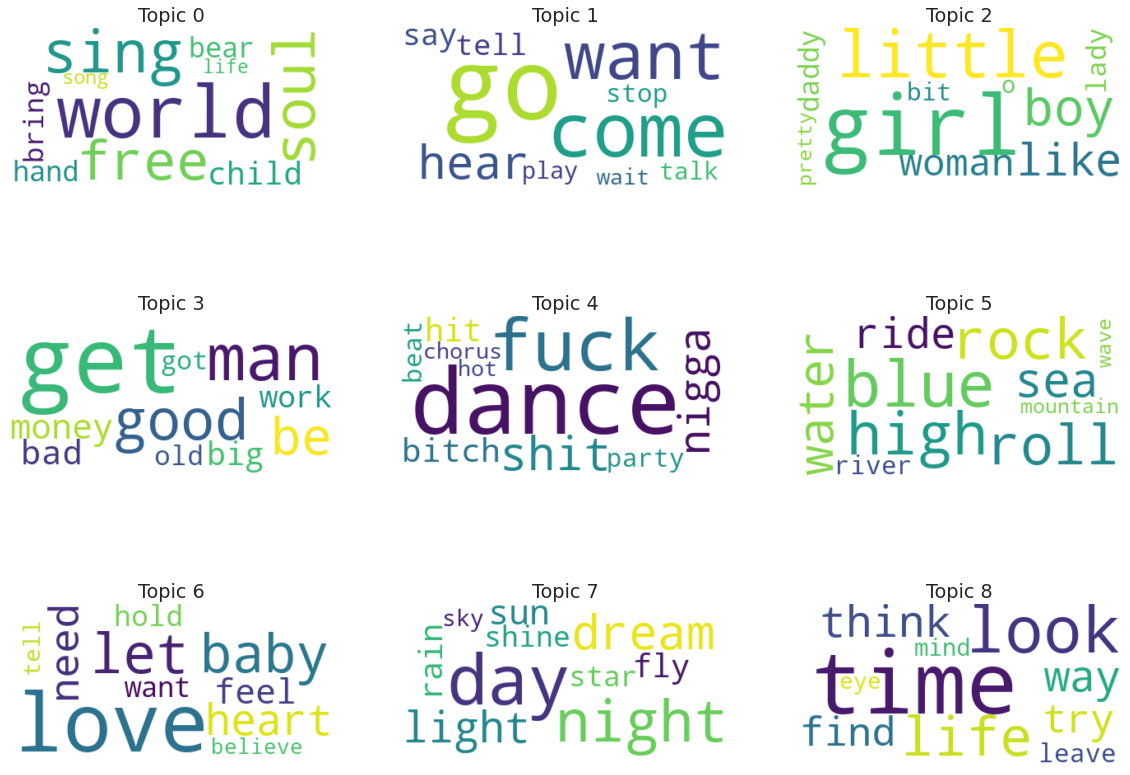 Topic 0
sing
bear
life
song
soul
bring
world
free
hand
child
Topic 1
say
tell
want
go
stop
come
hear
play
wait
talk
Topic 2
daddy
little
lady
bit
o
boy
girl
pretty
woman
like
Topic 3
get
got
man
work
money
good
be
bad
old
big
Topic 4
beat
hit
fuck
chorus
hot
nigga
dance
bitch
shit
party
Topic 5
ride
rock
wave
water
blue
sea
mountain
high
roll
river
Topic 6
hold
tell
need
let
baby
want
feel
love
heart
believe
Topic 7
sky
sun
shine
dream
rain
day
star
fly
light
night
Topic 8
think
look
mind
time
eye
way
find
life
try
leave